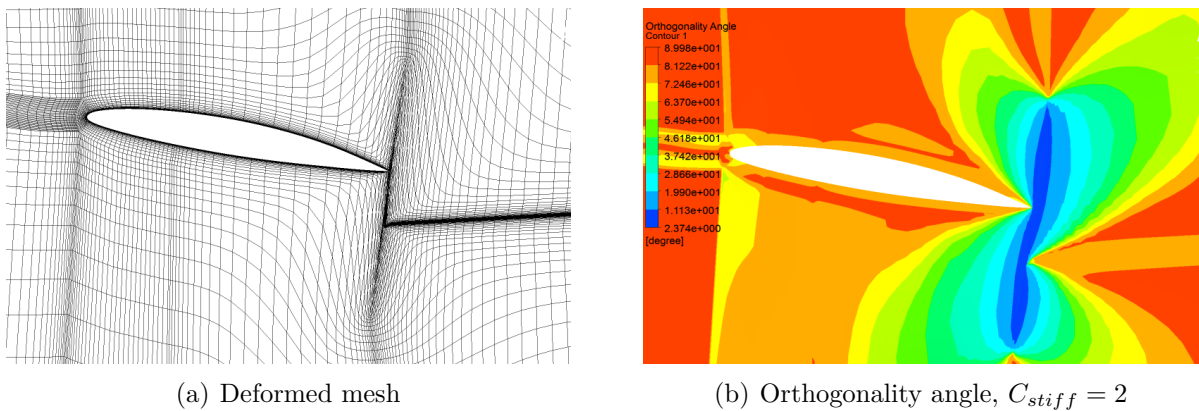 Orthogonality Angle
Contour 1
8.998e+001
8.122e+001
7.246e+001
6.370e+001
5.494e+001
4.618e+001
3.742e+001
2.866e+001
1.990e+001
1.113e+001
2.374e+000
[degree]
(a) Deformed mesh
(b) Orthogonality angle, C_{stiff} = 2